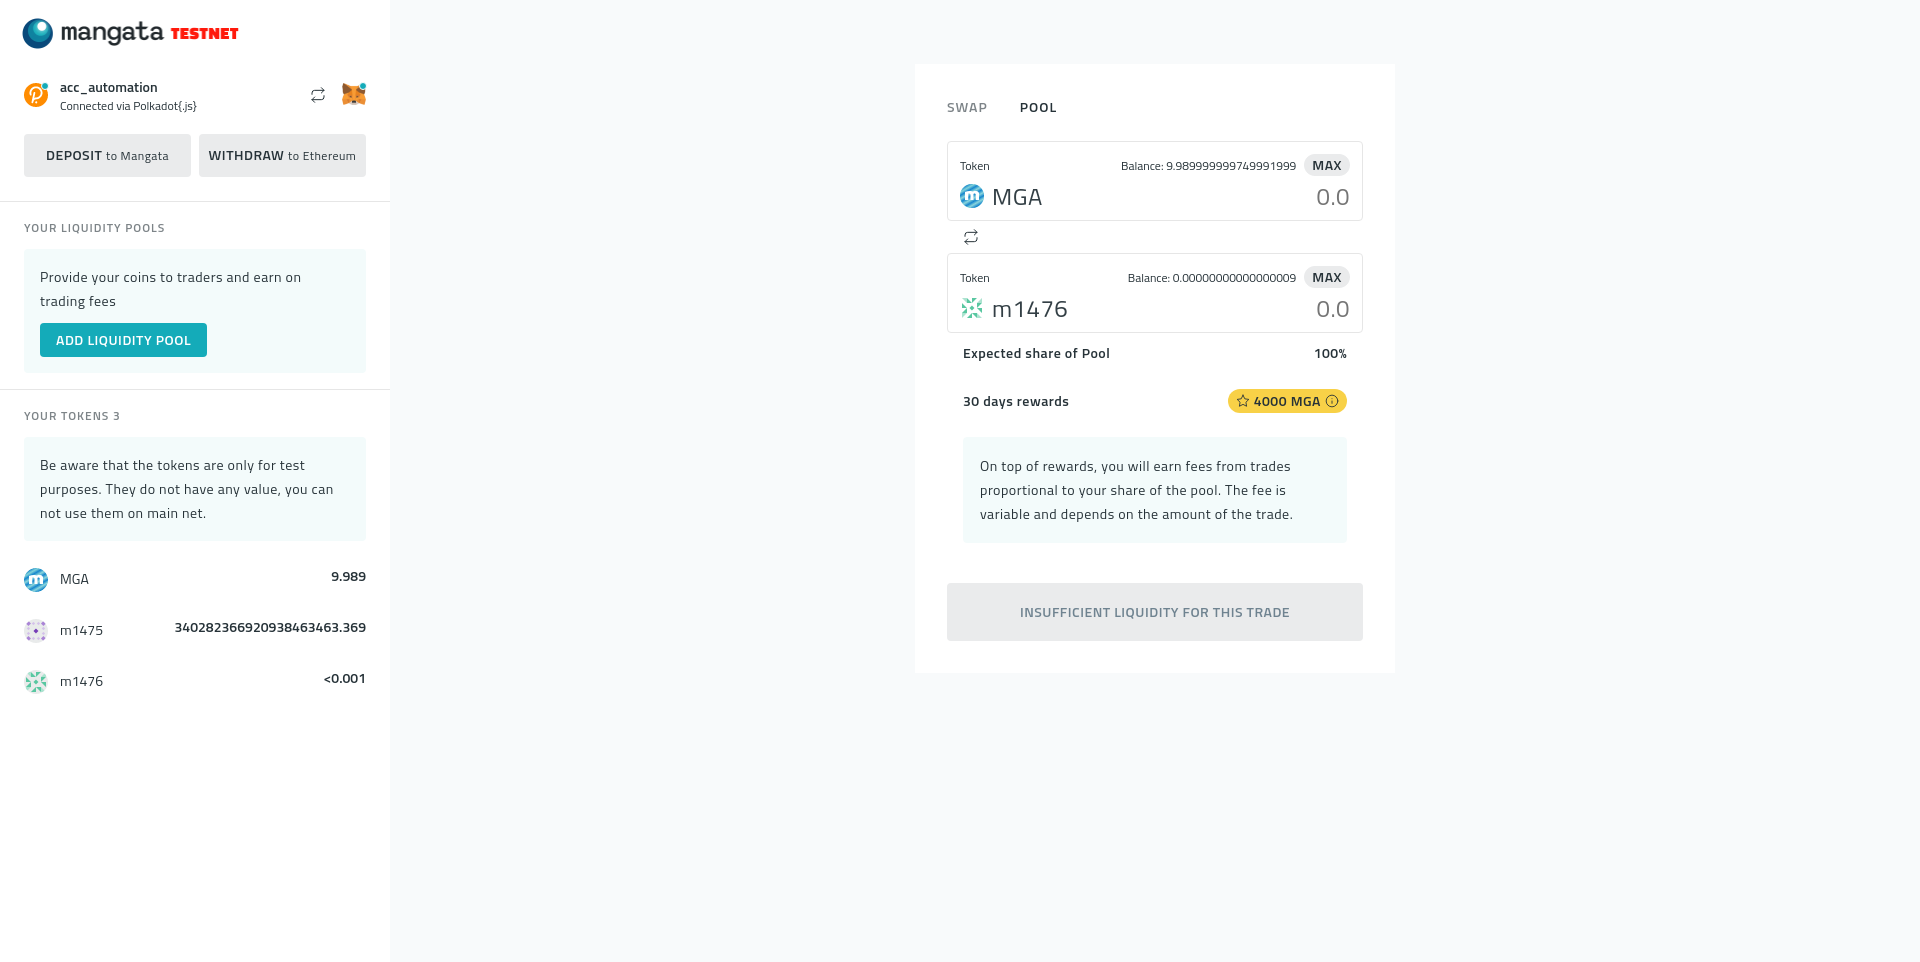 mangata TESTNET
acc_automation
Connected via Polkadot{.js}
DEPOSIT to Mangata
WITHDRAW to Ethereum
YOUR LIQUIDITY POOLS
Provide your coins to traders and earn on
trading fees
ADD LIQUIDITY POOL
YOUR TOKENS 3
Be aware that the tokens are only for test
purposes. They do not have any value, you can
not use them on main net.
MGA 9.989
m1475 340282366920938463463.369
m1476 <0.001
SWAP POOL
Token Balance: 9.989999999749991999 MAX
MGA 0.0
Token Balance: 0.00000000000000009 MAX
m1476 0.0
Expected share of Pool 100%
30 days rewards 4000 MGA
On top of rewards, you will earn fees from trades
proportional to your share of the pool. The fee is
variable and depends on the amount of the trade.
INSUFFICIENT LIQUIDITY FOR THIS TRADE